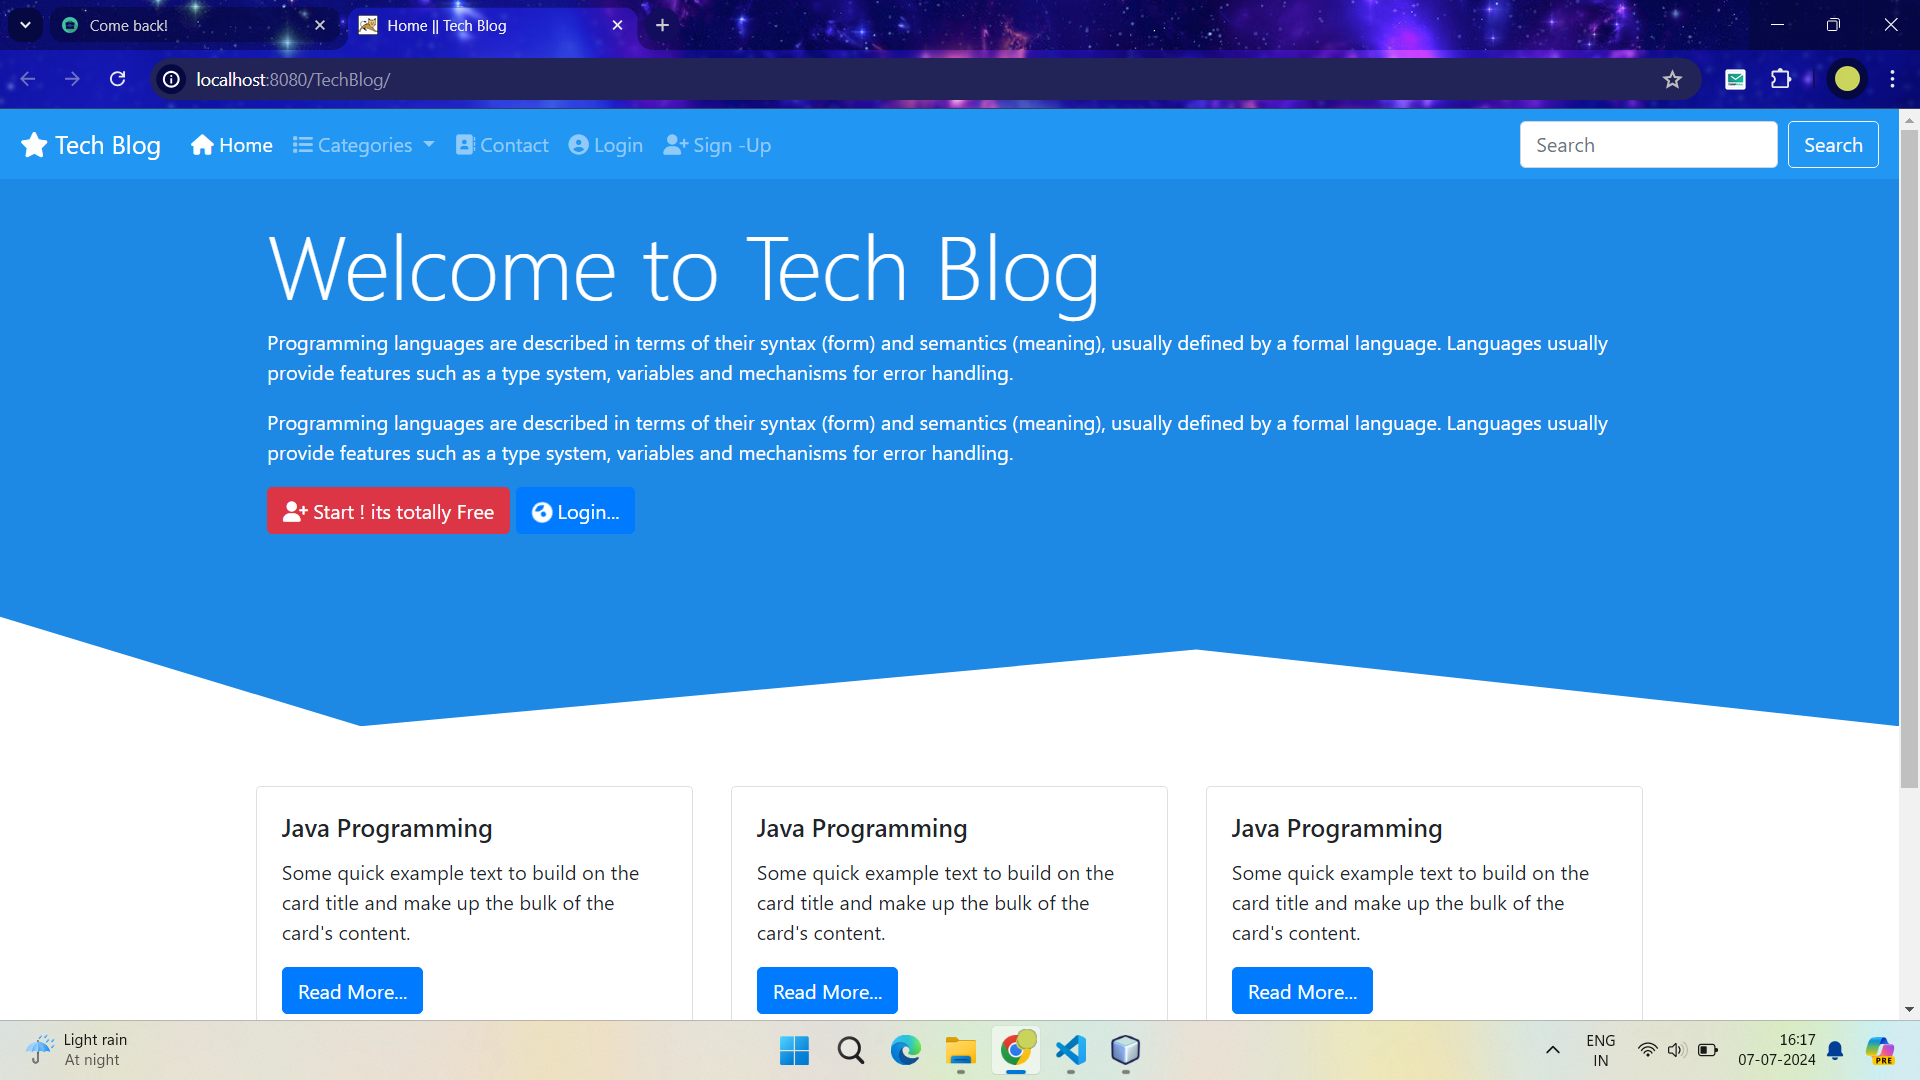 Come back!
Home || Tech Blog
localhost:8080/TechBlog/
Tech Blog Home Categories Contact Login Sign -Up Search Search
Welcome to Tech Blog
Programming languages are described in terms of their syntax (form) and semantics (meaning), usually defined by a formal language. Languages usually
provide features such as a type system, variables and mechanisms for error handling.
Programming languages are described in terms of their syntax (form) and semantics (meaning), usually defined by a formal language. Languages usually
provide features such as a type system, variables and mechanisms for error handling.
Start ! its totally Free Login...
Java Programming
Some quick example text to build on the
card title and make up the bulk of the
card's content.
Read More...
Java Programming
Some quick example text to build on the
card title and make up the bulk of the
card's content.
Read More...
Java Programming
Some quick example text to build on the
card title and make up the bulk of the
card's content.
Read More...
Light rain
At night
ENG
IN
16:17
07-07-2024
PRE